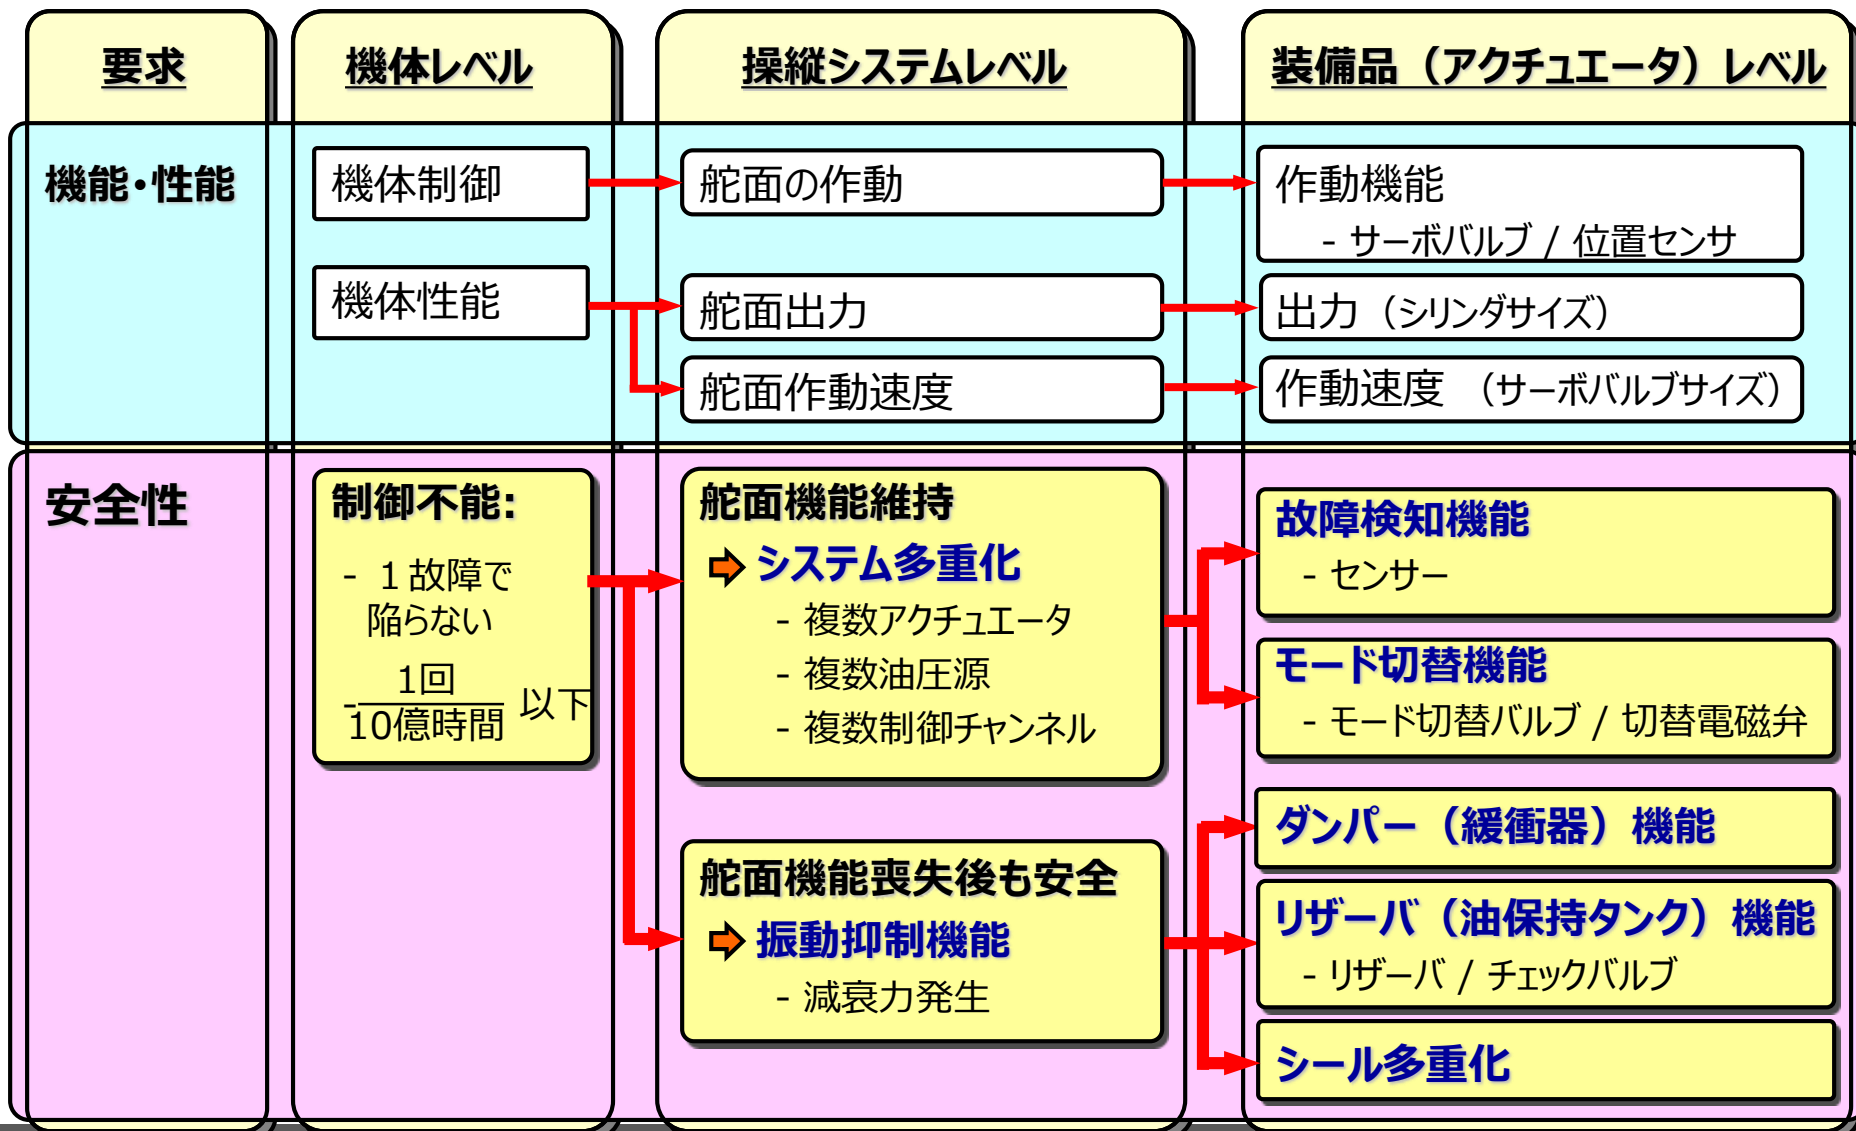 要求
機体レベル
操縦システムレベル
装備品（アクチュエータ）レベル
機能・性能
機体制御
舵面の作動
作動機能
- サーボバルブ / 位置センサ
機体性能
舵面出力
出力（シリンダサイズ）
舵面作動速度
作動速度 （サーボバルブサイズ）
安全性
制御不能:
- １故障で
陥らない
- 1回
10億時間 以下
舵面機能維持
システム多重化
- 複数アクチュエータ
- 複数油圧源
- 複数制御チャンネル
舵面機能喪失後も安全
振動抑制機能
- 減衰力発生
故障検知機能
- センサー
モード切替機能
- モード切替バルブ / 切替電磁弁
ダンパー（緩衝器）機能
リザーバ（油保持タンク）機能
- リザーバ / チェックバルブ
シール多重化